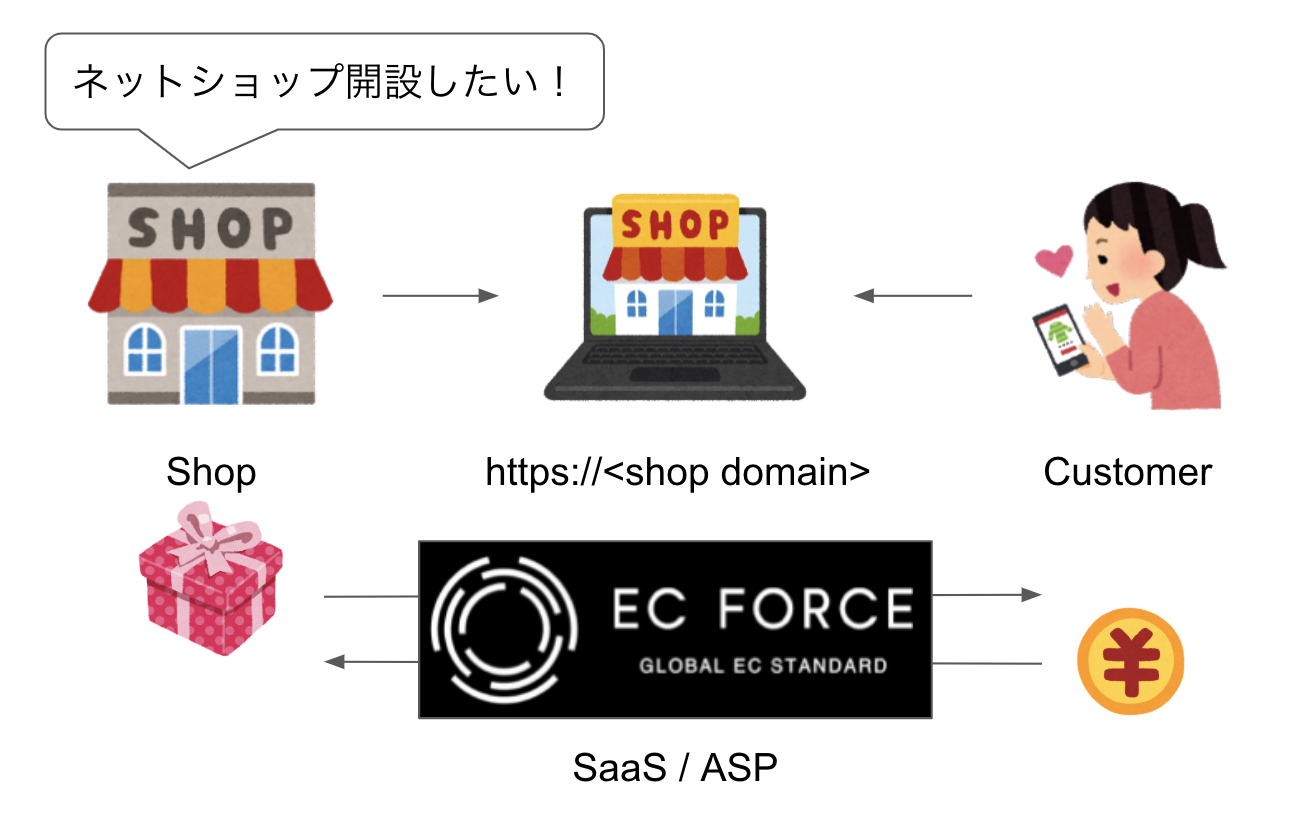 ネットショップ開設したい！
SHOP
SHOP
Shop
https://<shop domain>
Customer
EC FORCE
GLOBAL EC STANDARD
¥
SaaS / ASP